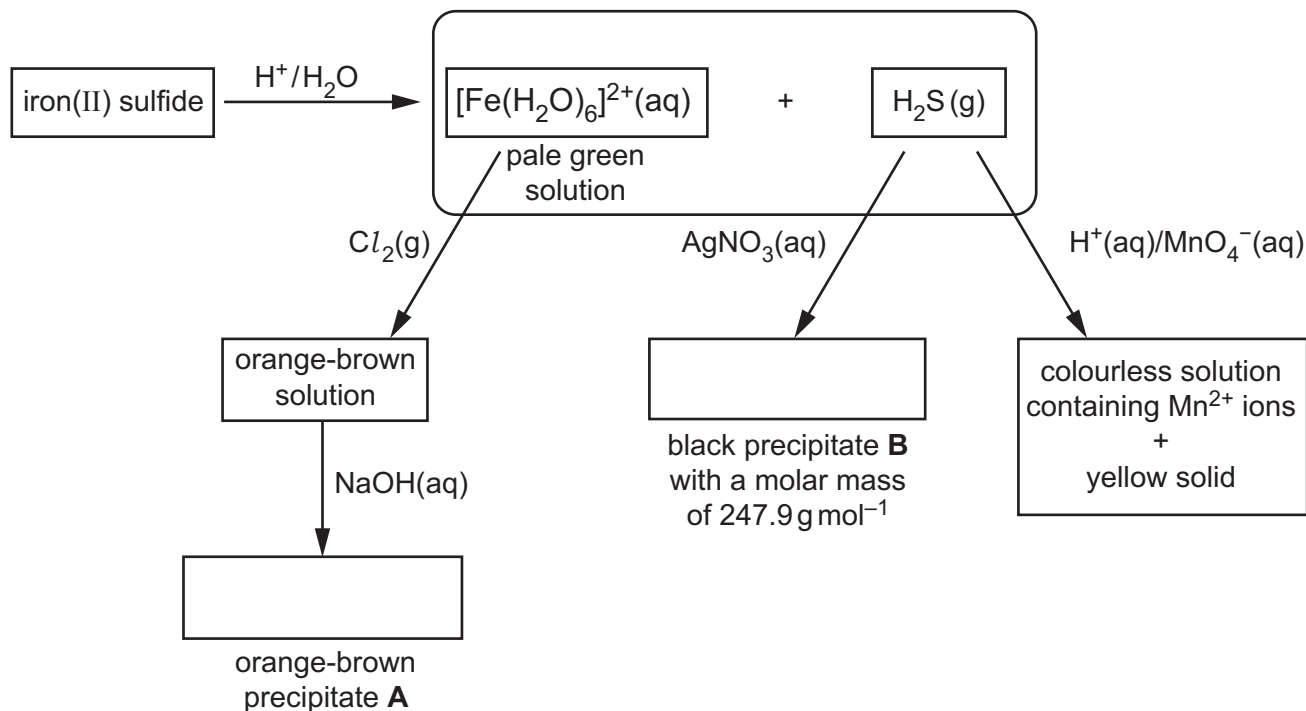 iron(II) sulfide
H⁺/H₂O
[Fe(H₂O)₆]²⁺(aq)
+
H₂S(g)
pale green
solution
Cl₂(g)
AgNO₃(aq)
H⁺(aq)/MnO₄⁻(aq)
orange-brown
solution
colourless solution
containing Mn²⁺ ions
+
yellow solid
black precipitate B
with a molar mass
of 247.9 g mol⁻¹
NaOH(aq)
orange-brown
precipitate A